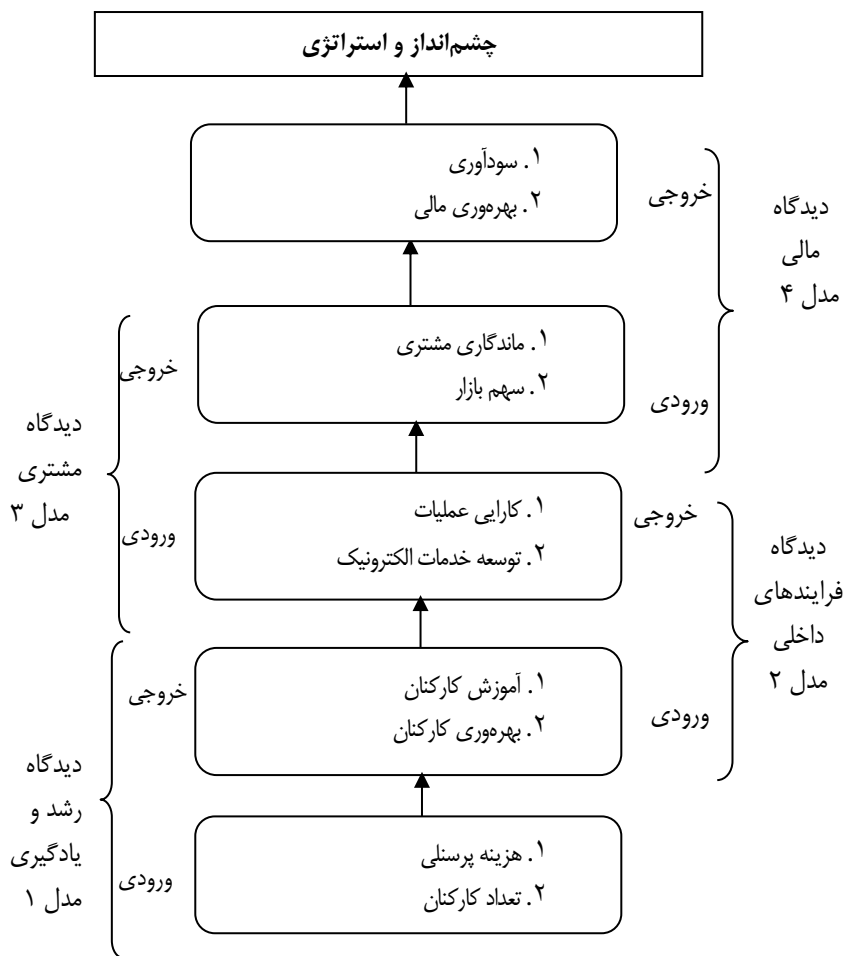 چشم‌انداز و استراتژی
۱. سودآوری
۲. بهره‌وری مالی
خروجی
دیدگاه
مالی
مدل ۴
۱. ماندگاری مشتری
۲. سهم بازار
خروجی
ورودی
دیدگاه
مشتری
مدل ۳
۱. کارایی عملیات
۲. توسعه خدمات الکترونیک
خروجی
ورودی
دیدگاه
فرایندهای
داخلی
مدل ۲
۱. آموزش کارکنان
۲. بهره‌وری کارکنان
خروجی
ورودی
دیدگاه
رشد و
یادگیری
مدل ۱
۱. هزینه پرسنلی
۲. تعداد کارکنان
ورودی